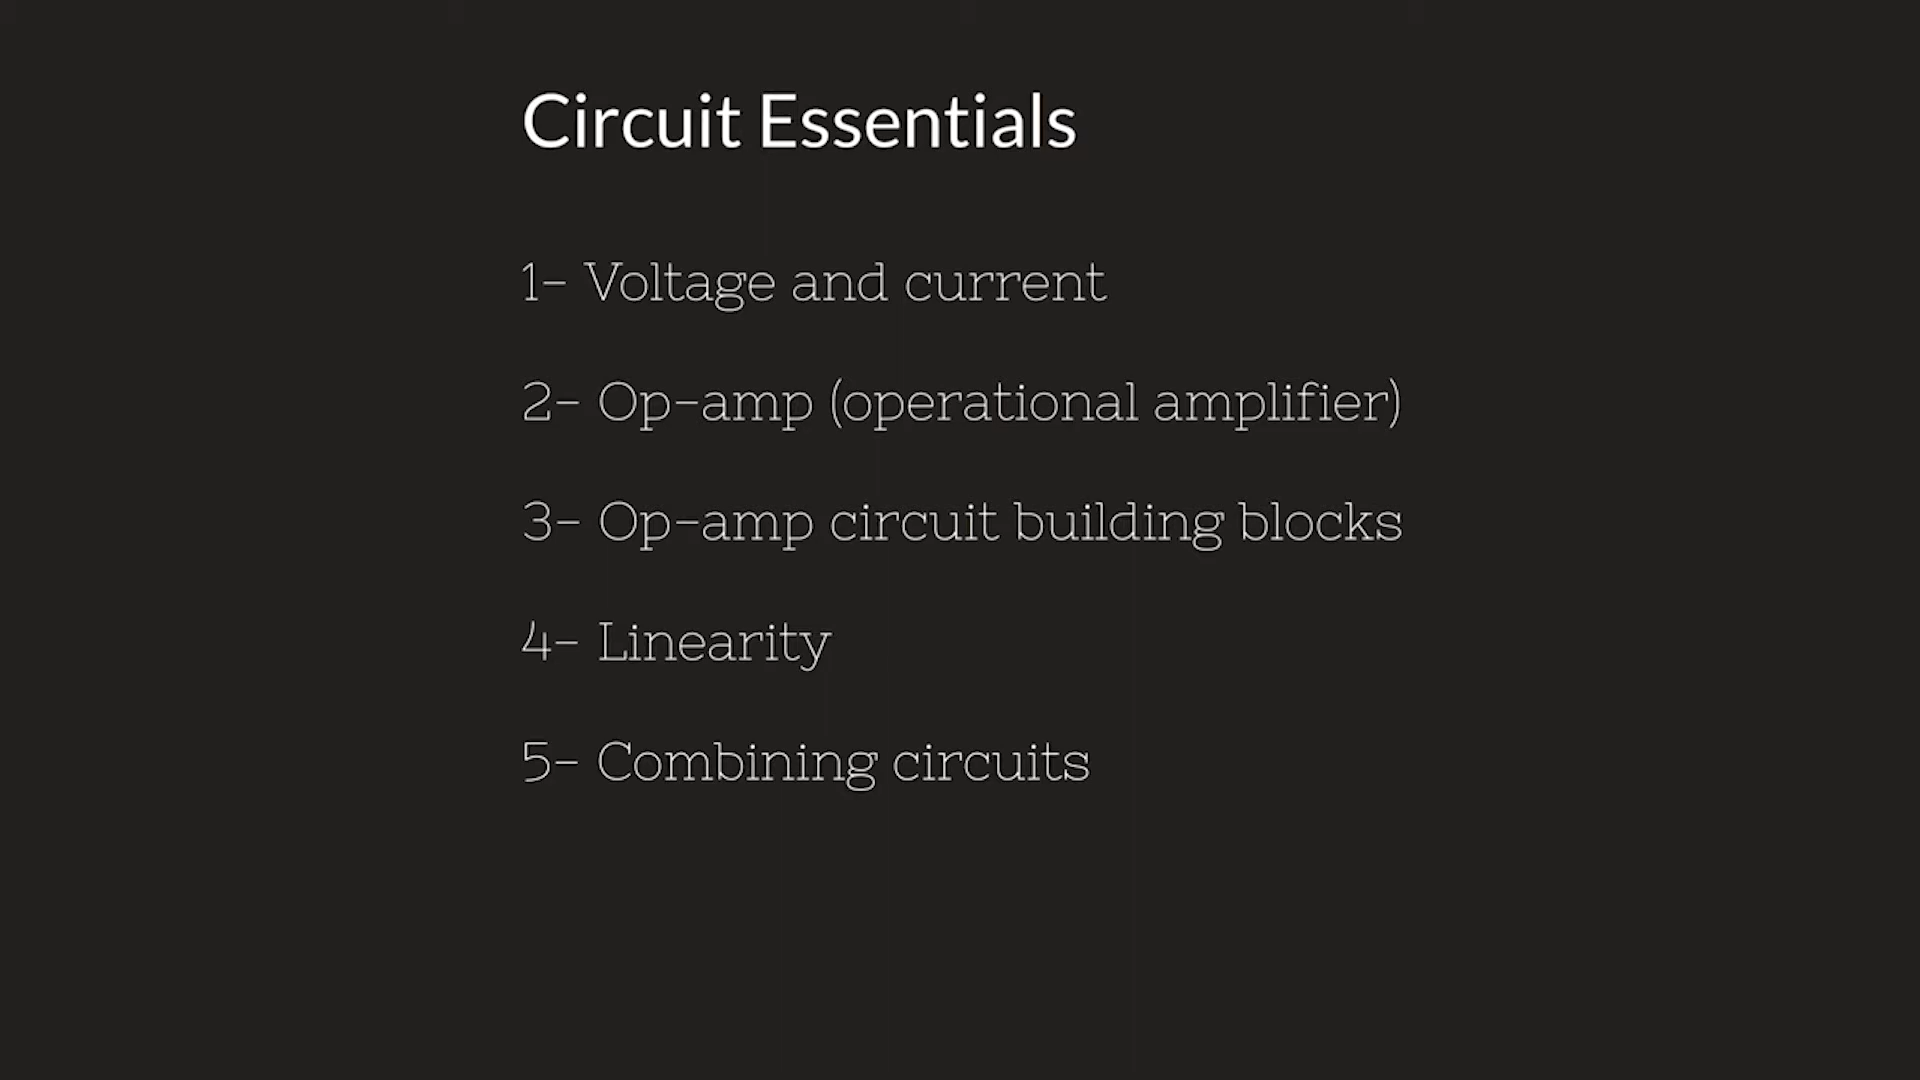 Circuit Essentials
1- Voltage and current
2- Op-amp (operational amplifier)
3- Op-amp circuit building blocks
4- Linearity
5- Combining circuits